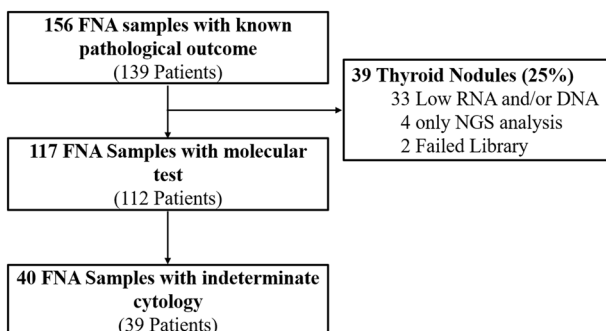 156 FNA samples with known
pathological outcome
(139 Patients)
39 Thyroid Nodules (25%)
33 Low RNA and/or DNA
4 only NGS analysis
2 Failed Library
117 FNA Samples with molecular
test
(112 Patients)
40 FNA Samples with indeterminate
cytology
(39 Patients)